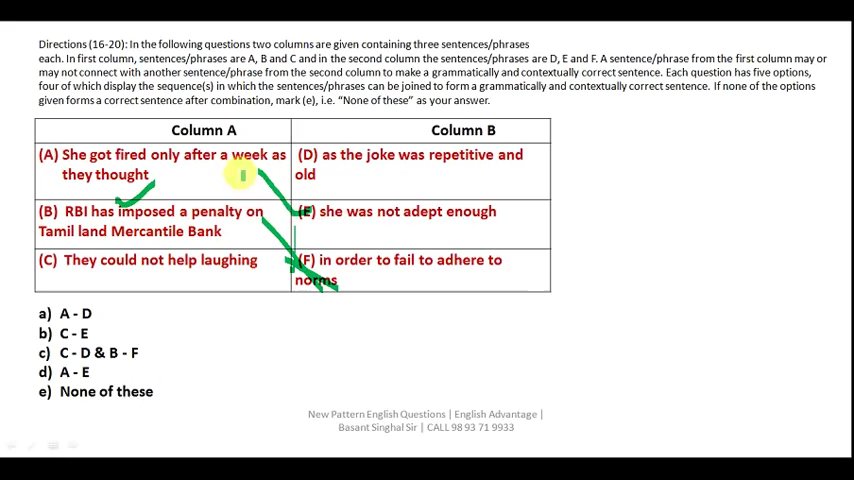 Directions (16-20): In the following questions two columns are given containing three sentences/phrases
each. In first column, sentences/phrases are A, B and C and in the second column the sentences/phrases are D, E and F. A sentence/phrase from the first column may or
may not connect with another sentence/phrase from the second column to make a grammatically and contextually correct sentence. Each question has five options,
four of which display the sequence(s) in which the sentences/phrases can be joined to form a grammatically and contextually correct sentence. If none of the options
given forms a correct sentence after combination, mark (e), i.e. “None of these” as your answer.
Column A
Column B
(A) She got fired only after a week as
they thought
(D) as the joke was repetitive and
old
(B) RBI has imposed a penalty on
Tamil land Mercantile Bank
(E) she was not adept enough
(C) They could not help laughing
(F) in order to fail to adhere to
norms
a) A - D
b) C - E
c) C - D & B - F
d) A - E
e) None of these
New Pattern English Questions | English Advantage |
Basant Singhal Sir | CALL 98 93 71 9933